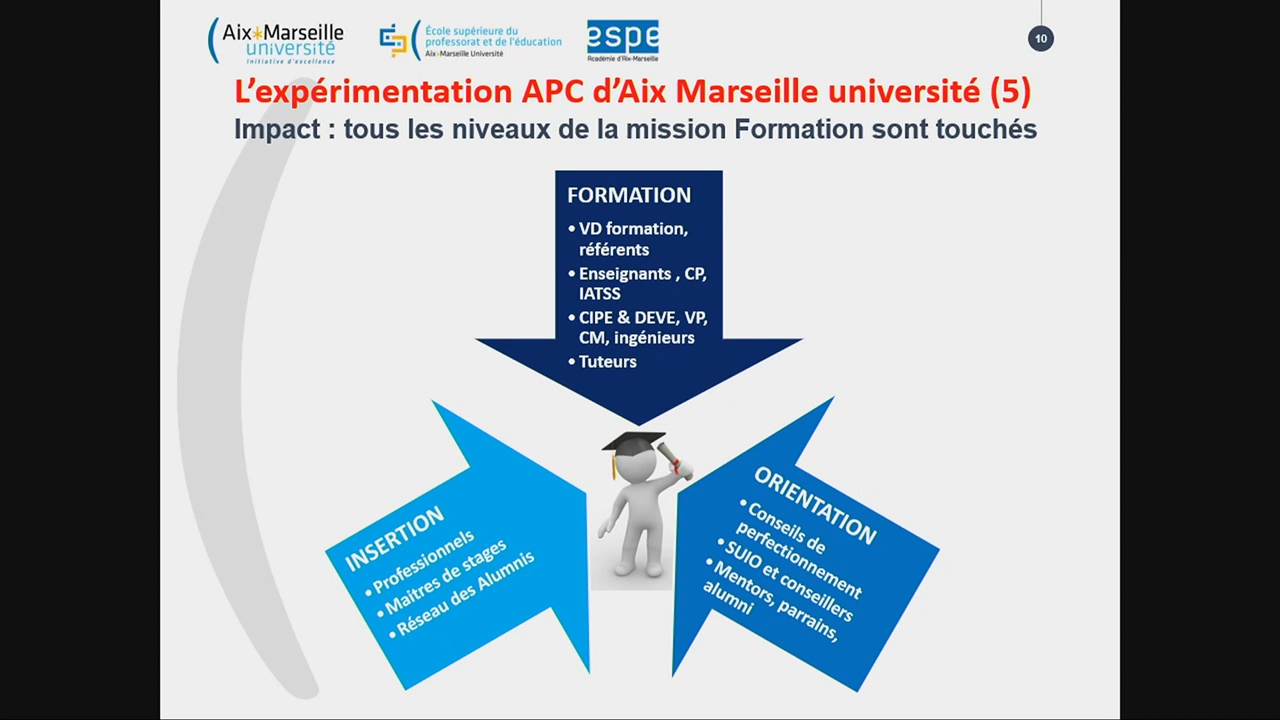 Aix*Marseille
université
Initiative d'excellence
École supérieure du
professorat et de l'éducation
Aix*Marseille Université
espe
Académie d'Aix-Marseille
10
L'expérimentation APC d'Aix Marseille université (5)
Impact : tous les niveaux de la mission Formation sont touchés
FORMATION
• VD formation,
référents
• Enseignants , CP,
IATSS
• CIPE & DEVE, VP,
CM, ingénieurs
• Tuteurs
INSERTION
• Professionnels
• Maitres de stages
• Réseau des Alumnis
ORIENTATION
• Conseils de
perfectionnement
• SUIO et conseillers
• Mentors, parrains,
alumni